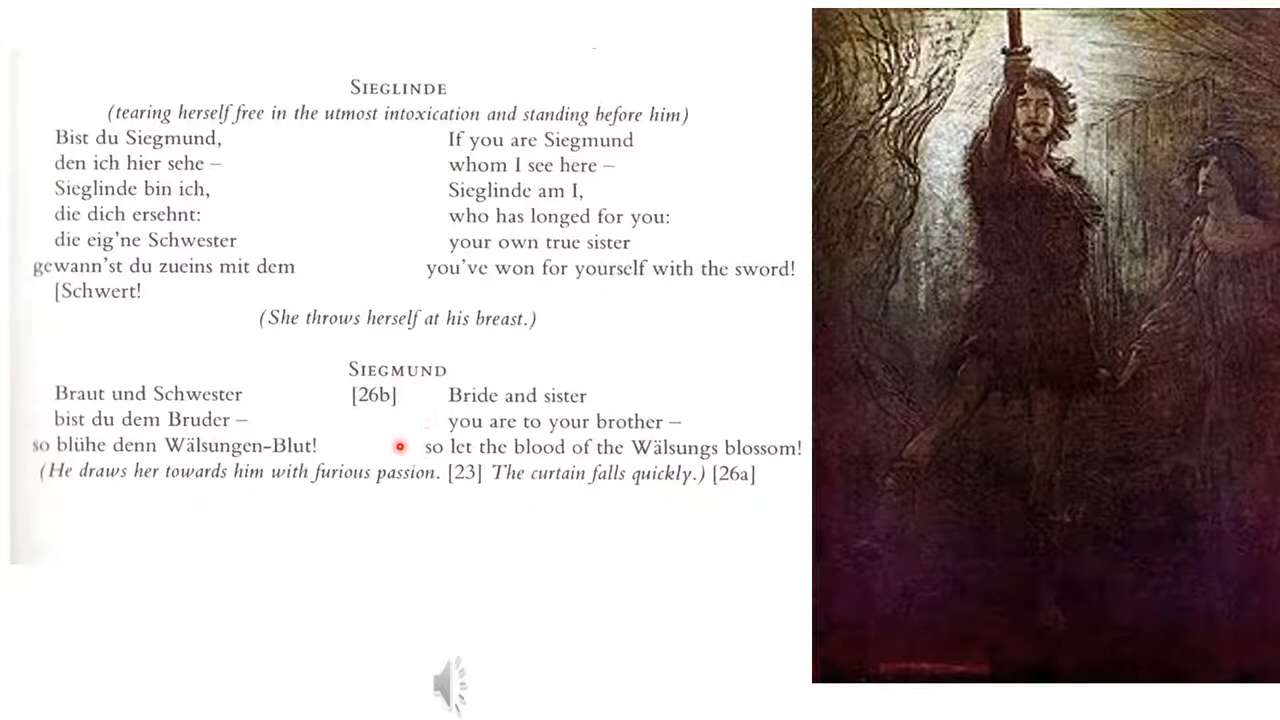 SIEGLINDE
(tearing herself free in the utmost intoxication and standing before him)
Bist du Siegmund,
den ich hier sehe –
Sieglinde bin ich,
die dich ersehnt:
die eig'ne Schwester
gewann'st du zueins mit dem
[Schwert!
If you are Siegmund
whom I see here –
Sieglinde am I,
who has longed for you:
your own true sister
you've won for yourself with the sword!
(She throws herself at his breast.)
SIEGMUND
Braut und Schwester
bist du dem Bruder –
so blühe denn Wälsungen-Blut!
[26b]
Bride and sister
you are to your brother –
so let the blood of the Wälsungs blossom!
(He draws her towards him with furious passion. [23] The curtain falls quickly.) [26a]